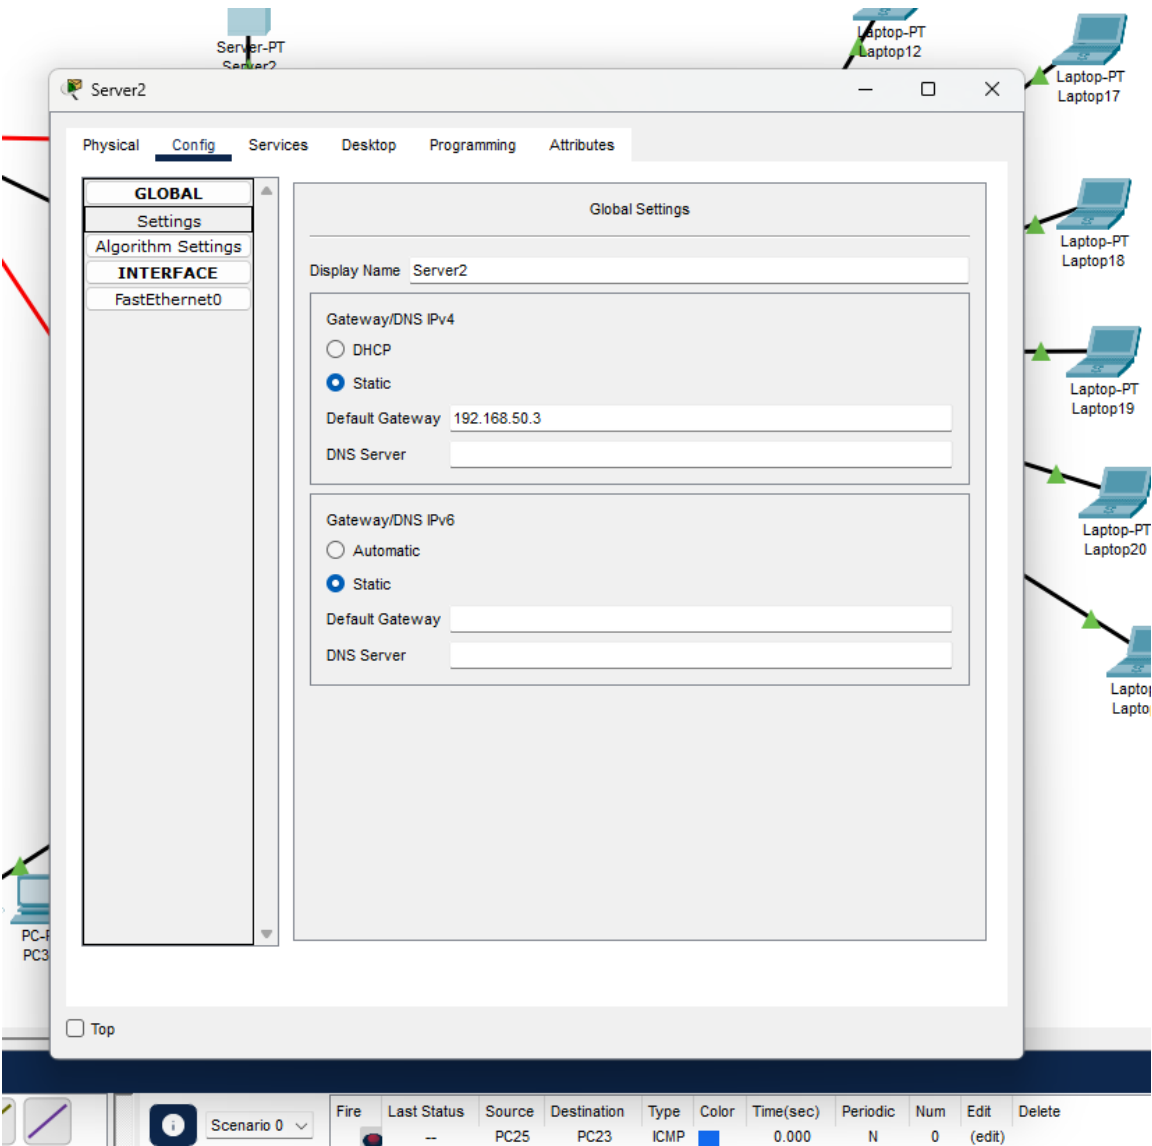 Server-PT
Server2
Laptop-PT
Laptop12
Laptop-PT
Laptop17
Server2
Physical
Config
Services
Desktop
Programming
Attributes
GLOBAL
Settings
Algorithm Settings
INTERFACE
FastEthernet0
Global Settings
Display Name Server2
Gateway/DNS IPv4
DHCP
Static
Default Gateway 192.168.50.3
DNS Server
Gateway/DNS IPv6
Automatic
Static
Default Gateway
DNS Server
Laptop-PT
Laptop18
Laptop-PT
Laptop19
Laptop-PT
Laptop20
Lapto
Lapto
PC-
PC3
Top
Scenario 0
Fire Last Status Source Destination Type Color Time(sec) Periodic Num Edit Delete
-- PC25 PC23 ICMP 0.000 N 0 (edit)